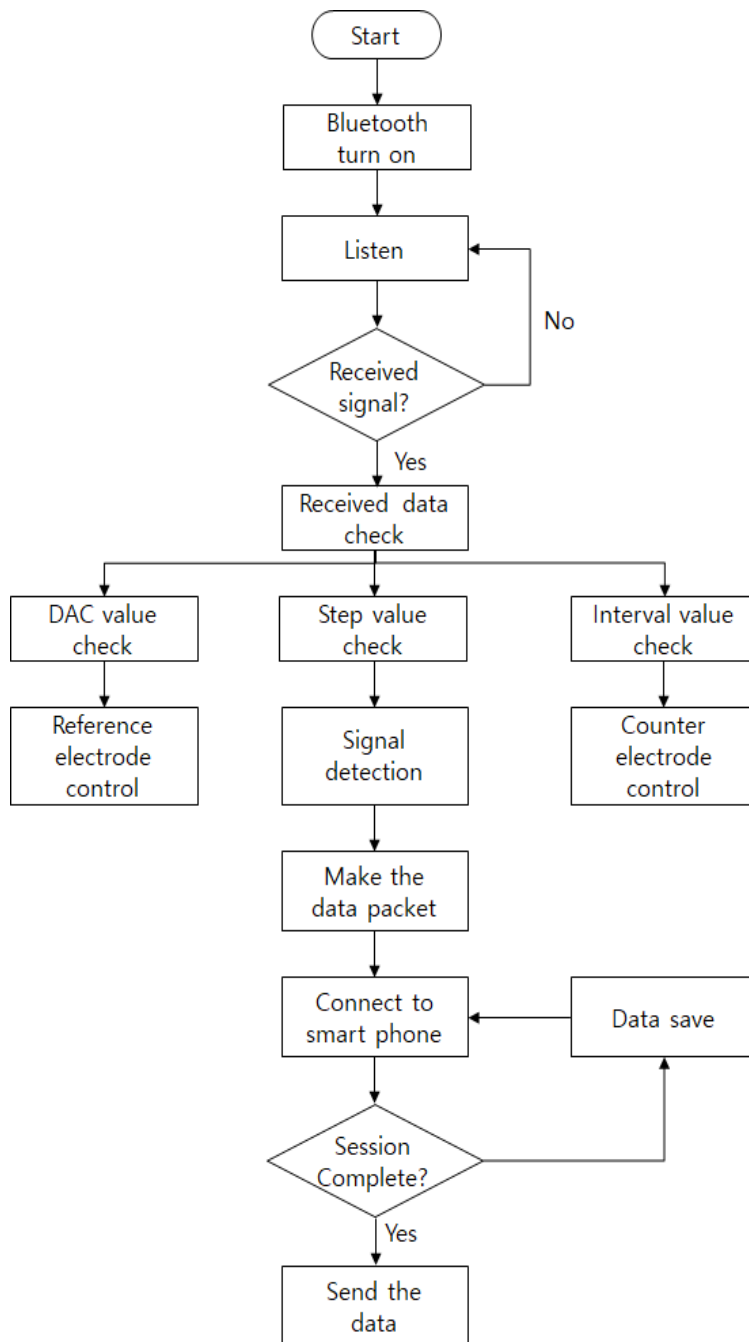 Start
Bluetooth
turn on
Listen
No
Received
signal?
Yes
Received data
check
DAC value
check
Step value
check
Interval value
check
Reference
electrode
control
Signal
detection
Counter
electrode
control
Make the
data packet
Connect to
smart phone
Data save
Session
Complete?
Yes
Send the
data